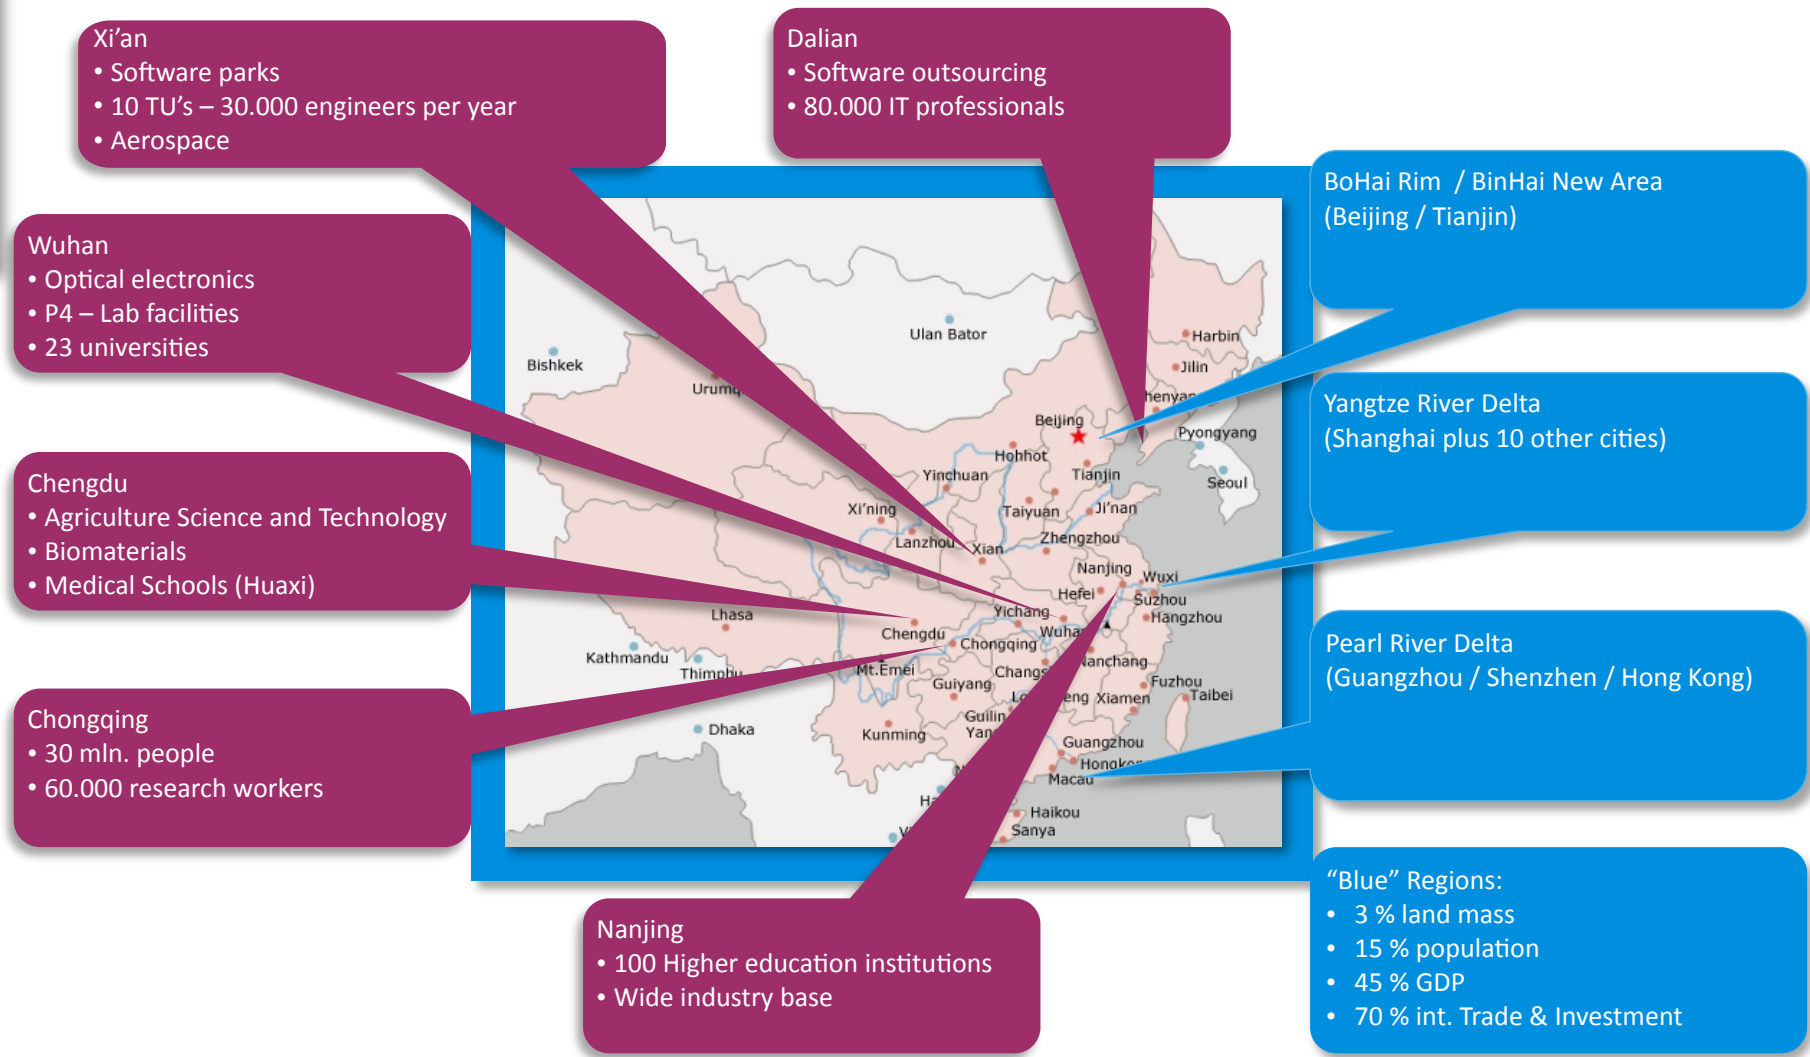 Xi’an
• Software parks
• 10 TU’s – 30.000 engineers per year
• Aerospace
Dalian
• Software outsourcing
• 80.000 IT professionals
BoHai Rim / BinHai New Area
(Beijing / Tianjin)
Wuhan
• Optical electronics
• P4 – Lab facilities
• 23 universities
Yangtze River Delta
(Shanghai plus 10 other cities)
Chengdu
• Agriculture Science and Technology
• Biomaterials
• Medical Schools (Huaxi)
Pearl River Delta
(Guangzhou / Shenzhen / Hong Kong)
Chongqing
• 30 mln. people
• 60.000 research workers
Nanjing
• 100 Higher education institutions
• Wide industry base
“Blue” Regions:
• 3 % land mass
• 15 % population
• 45 % GDP
• 70 % int. Trade & Investment
Ulan Bator
Harbin
Bishkek
Jilin
Beijing
Pyongyang
Hohhot
Tianjin
Yinchuan
Seoul
Xi'ning
Taiyuan
Ji'nan
Lanzhou
Xian
Zhengzhou
Nanjing
Wuxi
Hefei
Suzhou
Lhasa
Yichang
Hangzhou
Chengdu
Chongqing
Kathmandu
Thimphu
Mt.Emei
Nanchang
Guiyang
Fuzhou
Xiamen
Taibei
Guilin
Dhaka
Kunming
Guangzhou
Macau
Haikou
Sanya